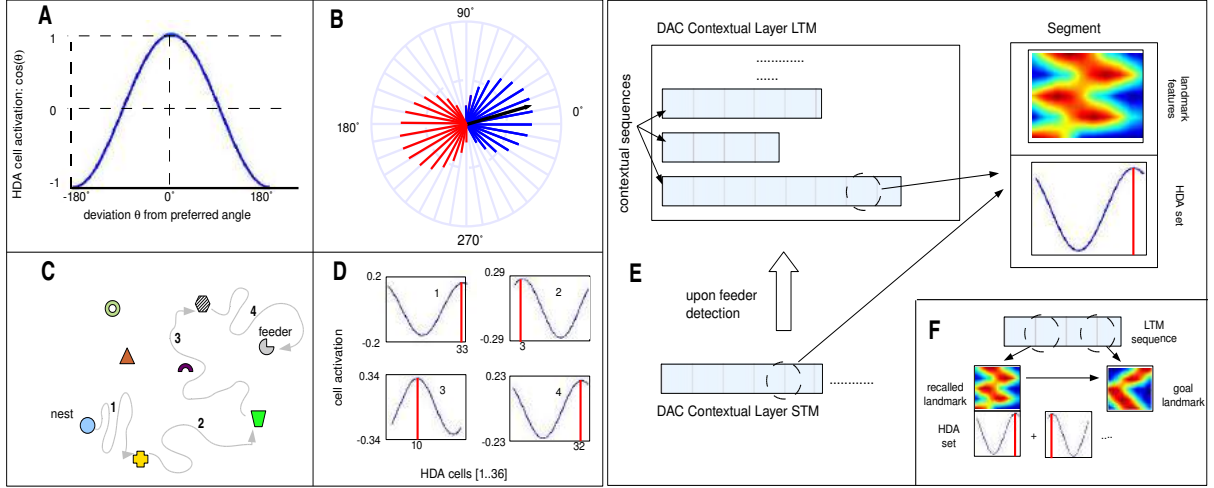 A
HDA cell activation: cos(θ)
1
0
-1
-180˚
0˚
180˚
deviation θ from preferred angle
B
90˚
0˚
180˚
270˚
C
nest
1
2
3
4
feeder
D
cell activation
0.2
-0.2
1
33
0.29
-0.29
2
3
0.34
-0.34
3
10
0.23
-0.23
4
32
HDA cells [1..36]
E
DAC Contextual Layer LTM
contextual sequences
.............
......
upon feeder
detection
.............
DAC Contextual Layer STM
Segment
landmark
features
HDA set
F
LTM
sequence
recalled
landmark
goal
landmark
HDA
set
+
....